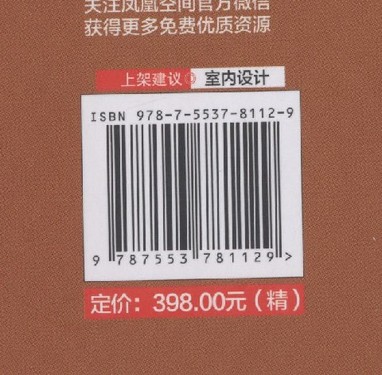 关注凤凰空间官方微信
获得更多免费优质资源
上架建议 室内设计
ISBN 978-7-5537-8112-9
9 787553 781129 >
定价：398.00元（精）